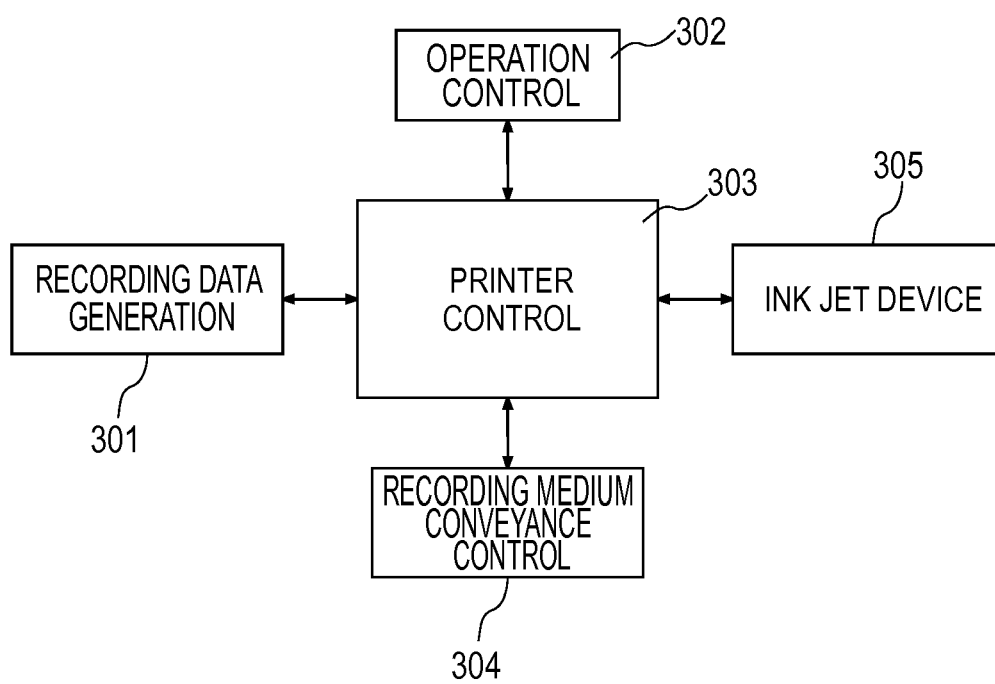 OPERATION
CONTROL
302
303
305
RECORDING DATA
GENERATION
PRINTER
CONTROL
INK JET DEVICE
301
RECORDING MEDIUM
CONVEYANCE
CONTROL
304